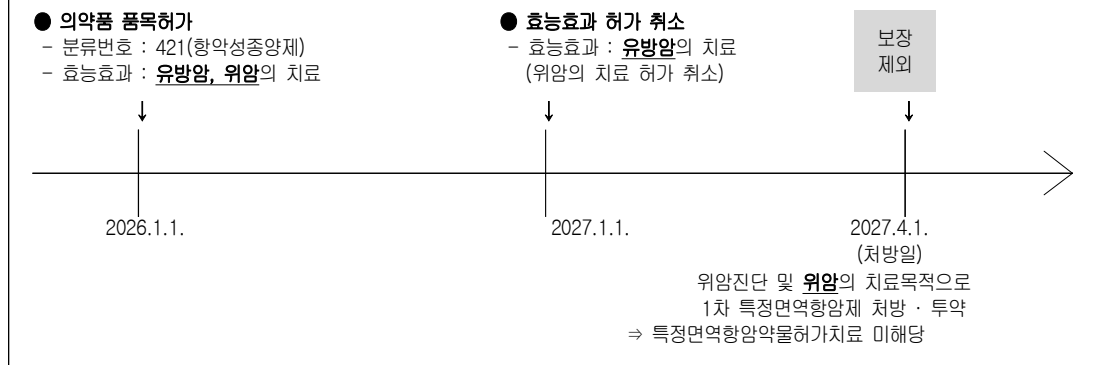 ● 의약품 품목허가
- 분류번호 : 421(항악성종양제)
- 효능효과 : 유방암, 위암의 치료
● 효능효과 허가 취소
- 효능효과 : 유방암의 치료
(위암의 치료 허가 취소)
보장
제외
↓
↓
↓
2026.1.1.
2027.1.1.
2027.4.1.
(처방일)
위암진단 및 위암의 치료목적으로
1차 특정면역항암제 처방 · 투약
⇒ 특정면역항암약물허가치료 미해당